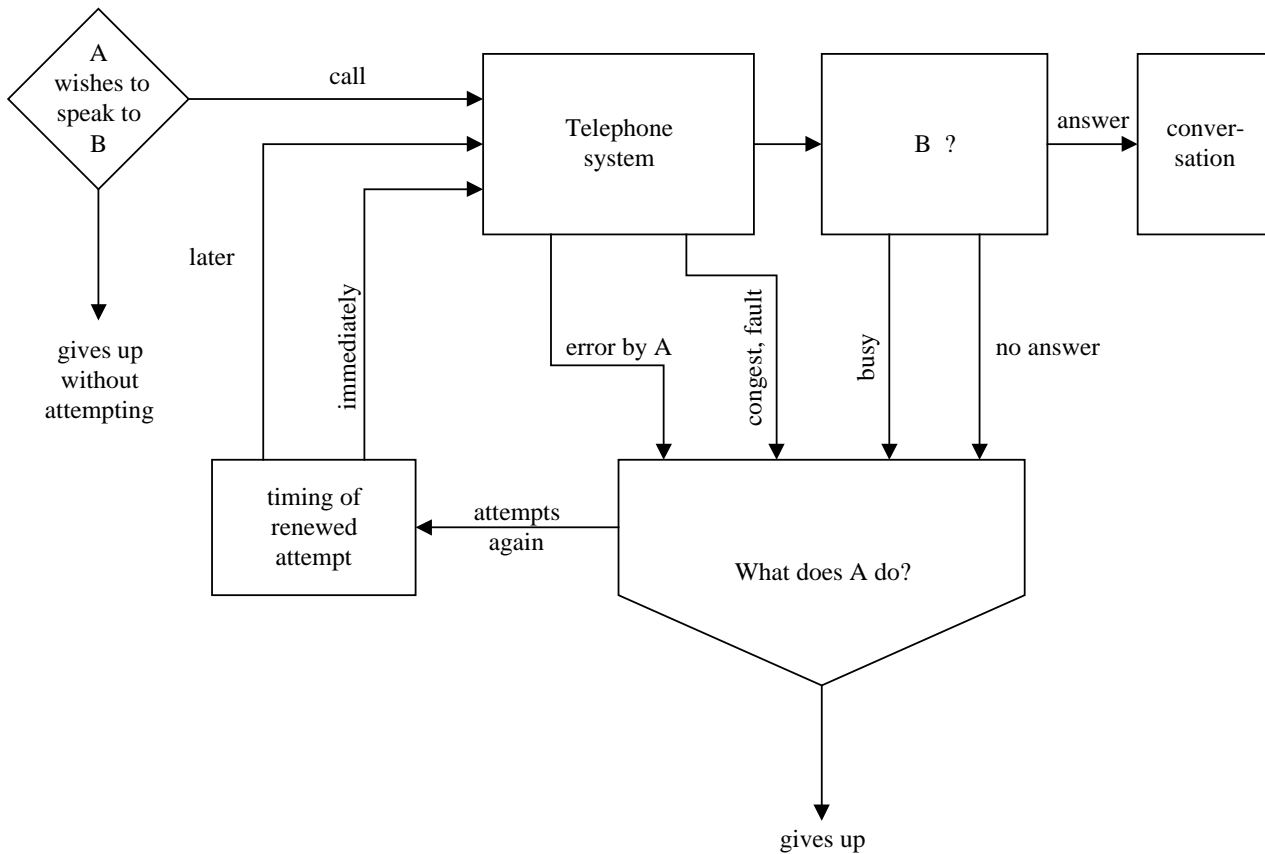 A
wishes to
speak to
B
call
Telephone
system
B ?
answer
conver-
sation
later
immediately
error by A
congest, fault
busy
no answer
gives up
without
attempting
timing of
renewed
attempt
attempts
again
What does A do?
gives up